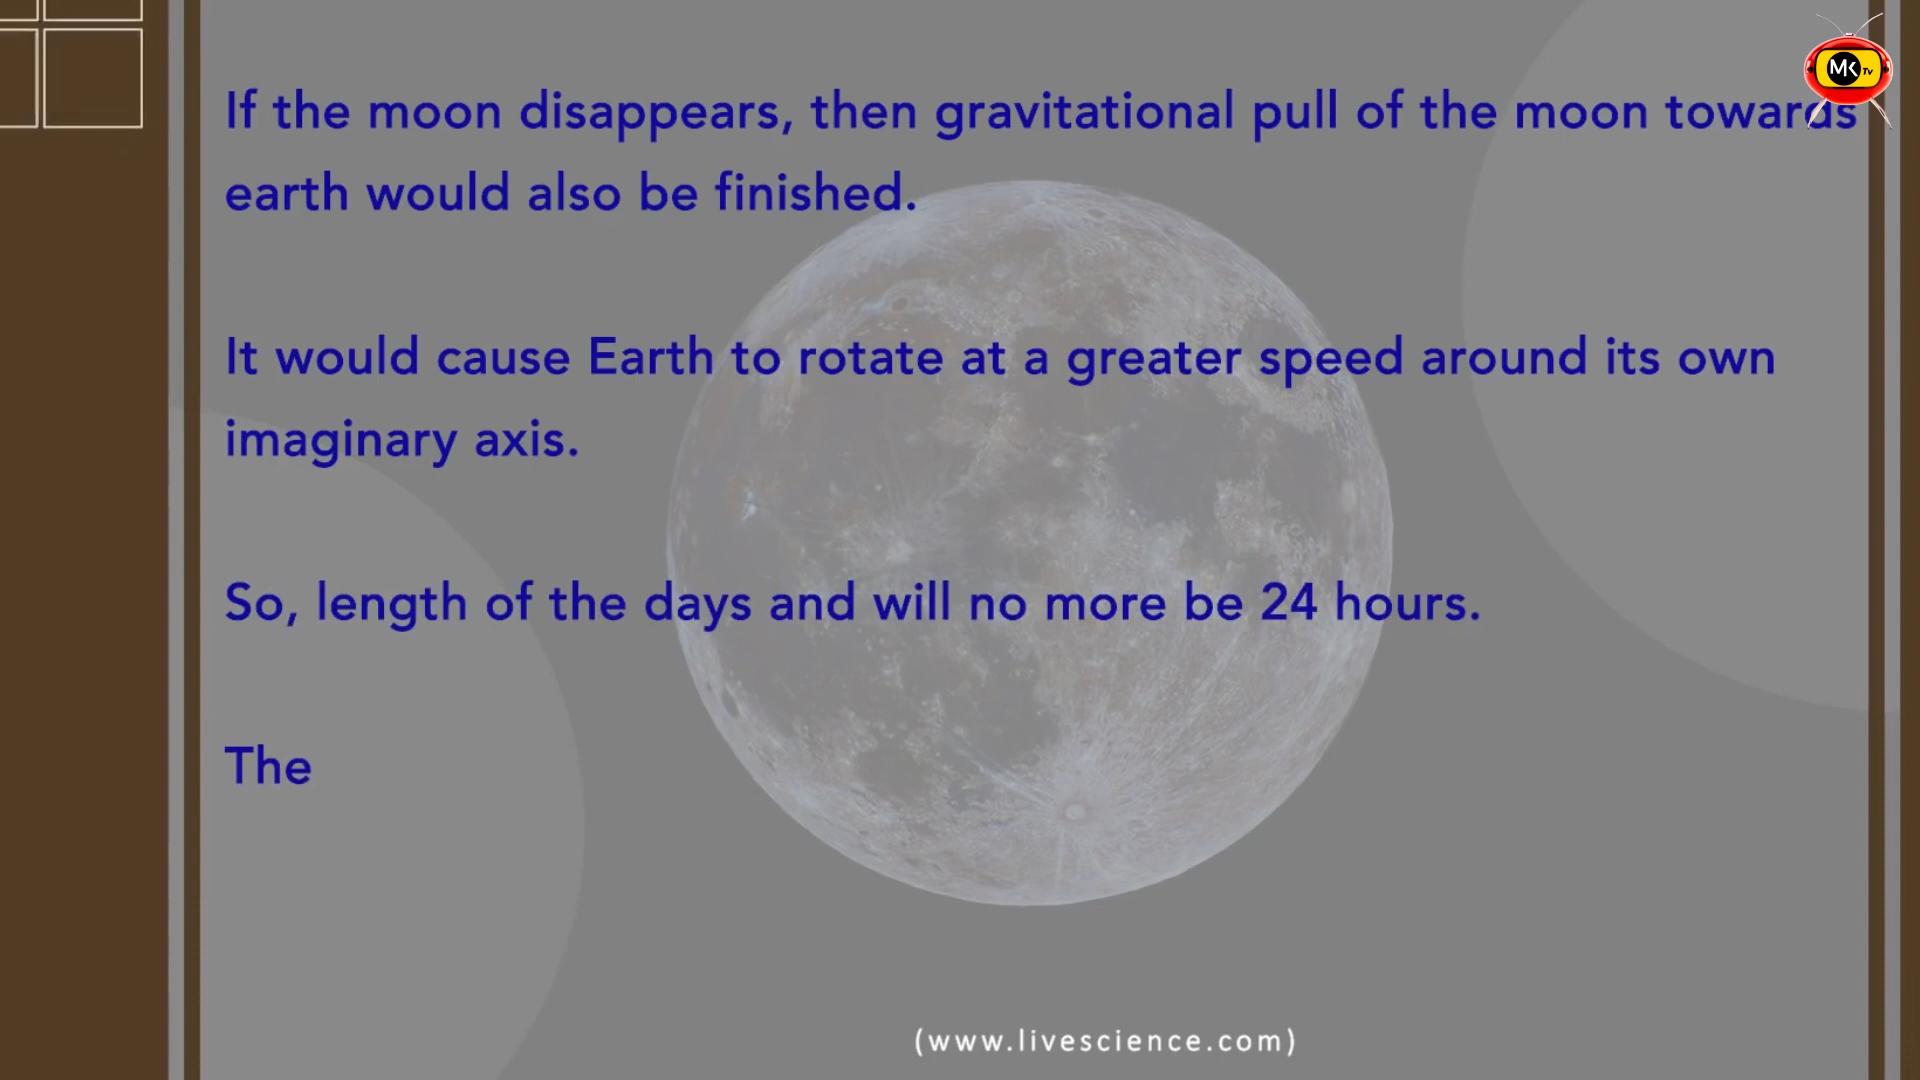 MK Tv
If the moon disappears, then gravitational pull of the moon towards
earth would also be finished.
It would cause Earth to rotate at a greater speed around its own
imaginary axis.
So, length of the days and will no more be 24 hours.
The
(www.livescience.com)